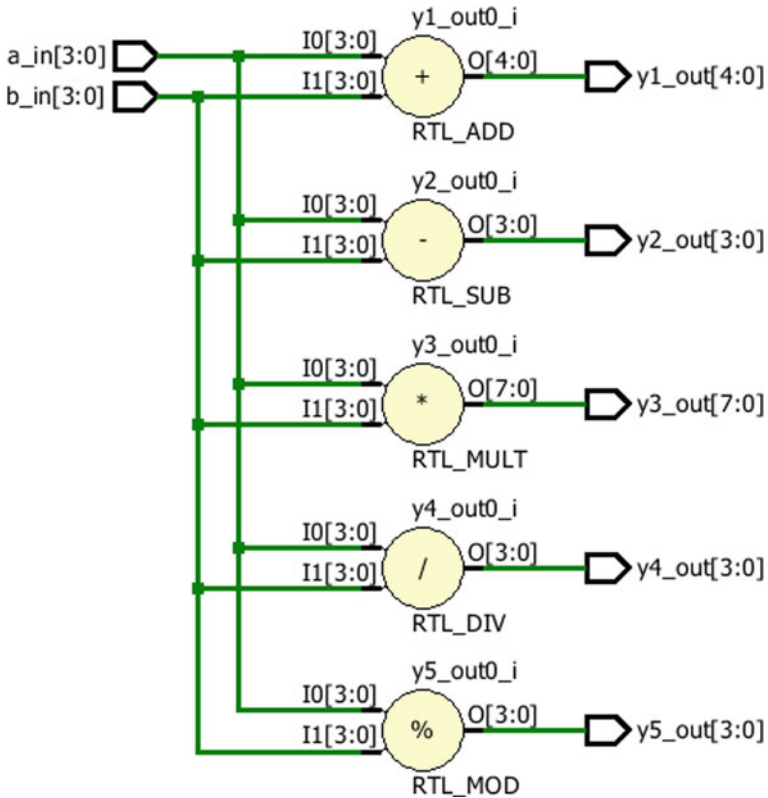 y1_out0_i
a_in[3:0] I0[3:0] O[4:0] y1_out[4:0]
b_in[3:0] I1[3:0] +
RTL_ADD
y2_out0_i
I0[3:0] O[3:0] y2_out[3:0]
I1[3:0] -
RTL_SUB
y3_out0_i
I0[3:0] O[7:0] y3_out[7:0]
I1[3:0] *
RTL_MULT
y4_out0_i
I0[3:0] O[3:0] y4_out[3:0]
I1[3:0] /
RTL_DIV
y5_out0_i
I0[3:0] O[3:0] y5_out[3:0]
I1[3:0] %
RTL_MOD